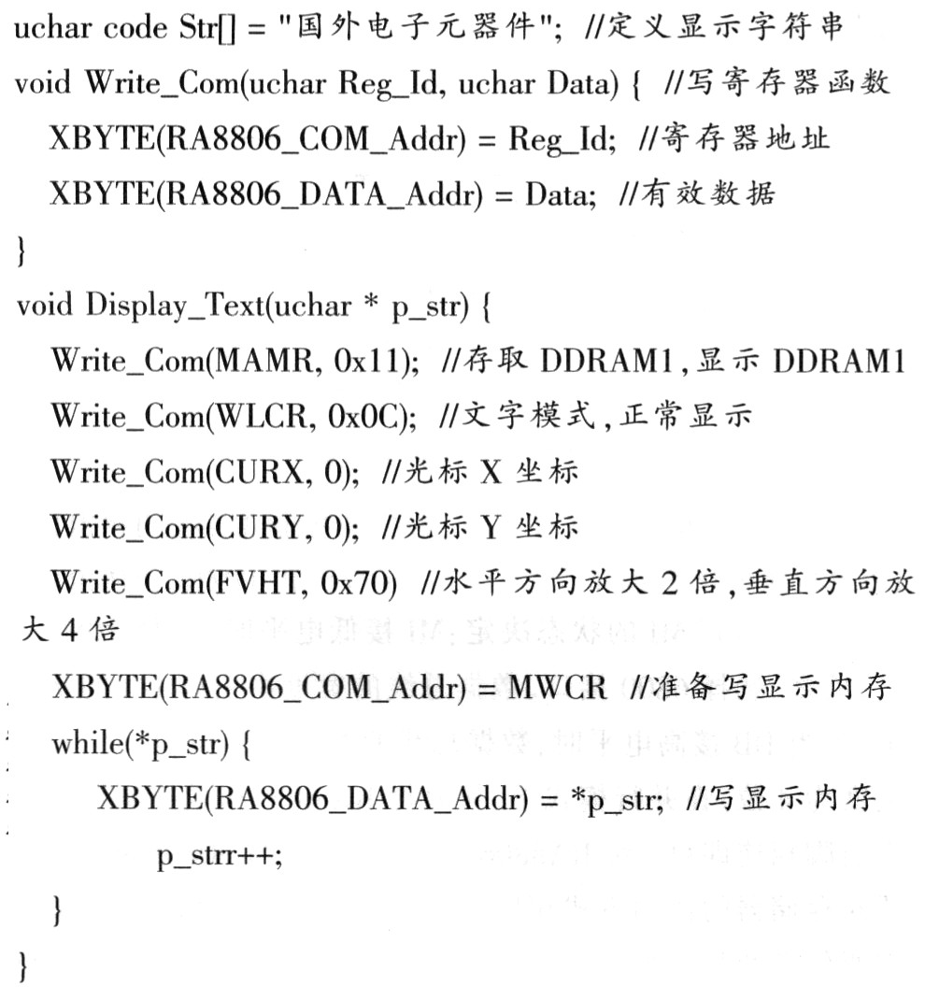 uchar code Str[] = "国外电子元器件"; //定义显示字符串
void Write_Com(uchar Reg_Id, uchar Data) { //写寄存器函数
XBYTE(RA8806_COM_Addr) = Reg_Id; //寄存器地址
XBYTE(RA8806_DATA_Addr) = Data; //有效数据
}
void Display_Text(uchar * p_str) {
Write_Com(MAMR, 0x11); //存取 DDRAM1,显示 DDRAM1
Write_Com(WLCR, 0x0C); //文字模式,正常显示
Write_Com(CURX, 0); //光标 X 坐标
Write_Com(CURY, 0); //光标 Y 坐标
Write_Com(FVHT, 0x70) //水平方向放大 2 倍,垂直方向放
大 4 倍
XBYTE(RA8806_COM_Addr) = MWCR //准备写显示内存
while(*p_str) {
XBYTE(RA8806_DATA_Addr) = *p_str; //写显示内存
p_strr++;
}
}